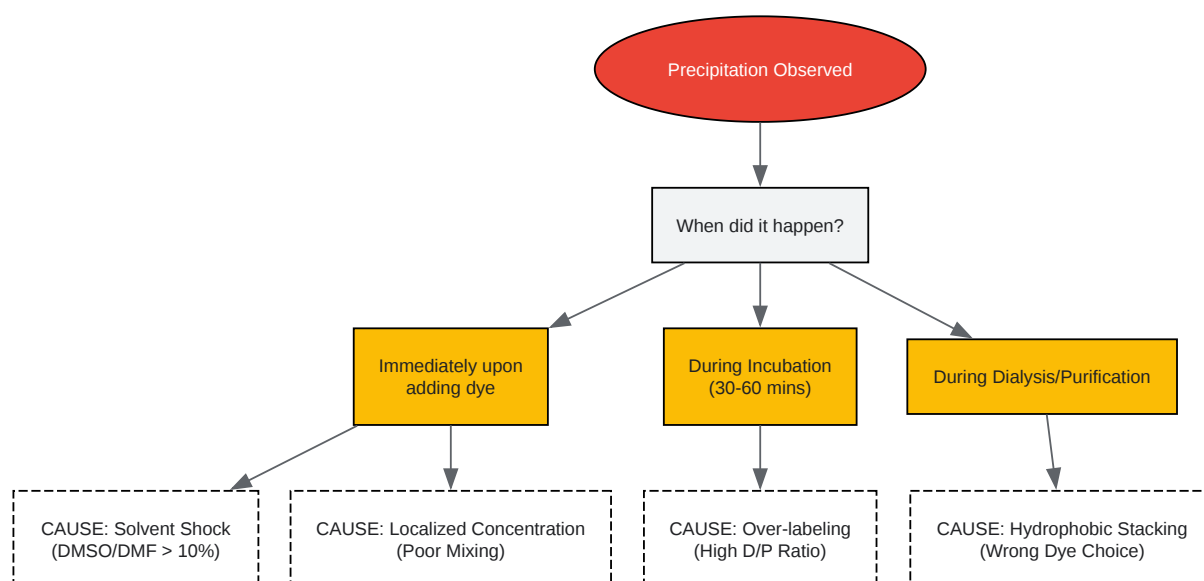 Precipitation Observed
When did it happen?
Immediately upon
adding dye
During Incubation
(30-60 mins)
During Dialysis/Purification
CAUSE: Solvent Shock
(DMSO/DMF > 10%)
CAUSE: Localized Concentration
(Poor Mixing)
CAUSE: Over-labeling
(High D/P Ratio)
CAUSE: Hydrophobic Stacking
(Wrong Dye Choice)